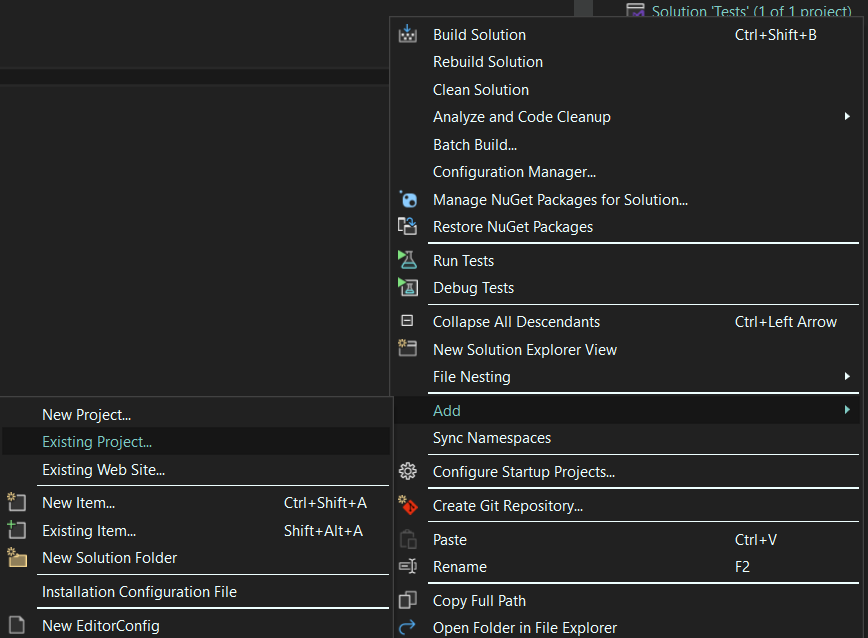 Solution 'Tests' (1 of 1 project)
Build Solution Ctrl+Shift+B
Rebuild Solution
Clean Solution
Analyze and Code Cleanup
Batch Build...
Configuration Manager...
Manage NuGet Packages for Solution...
Restore NuGet Packages
Run Tests
Debug Tests
Collapse All Descendants Ctrl+Left Arrow
New Solution Explorer View
File Nesting
Add
Sync Namespaces
Configure Startup Projects...
Create Git Repository...
Paste Ctrl+V
Rename F2
Copy Full Path
Open Folder in File Explorer
New Project...
Existing Project...
Existing Web Site...
New Item... Ctrl+Shift+A
Existing Item... Shift+Alt+A
New Solution Folder
Installation Configuration File
New EditorConfig